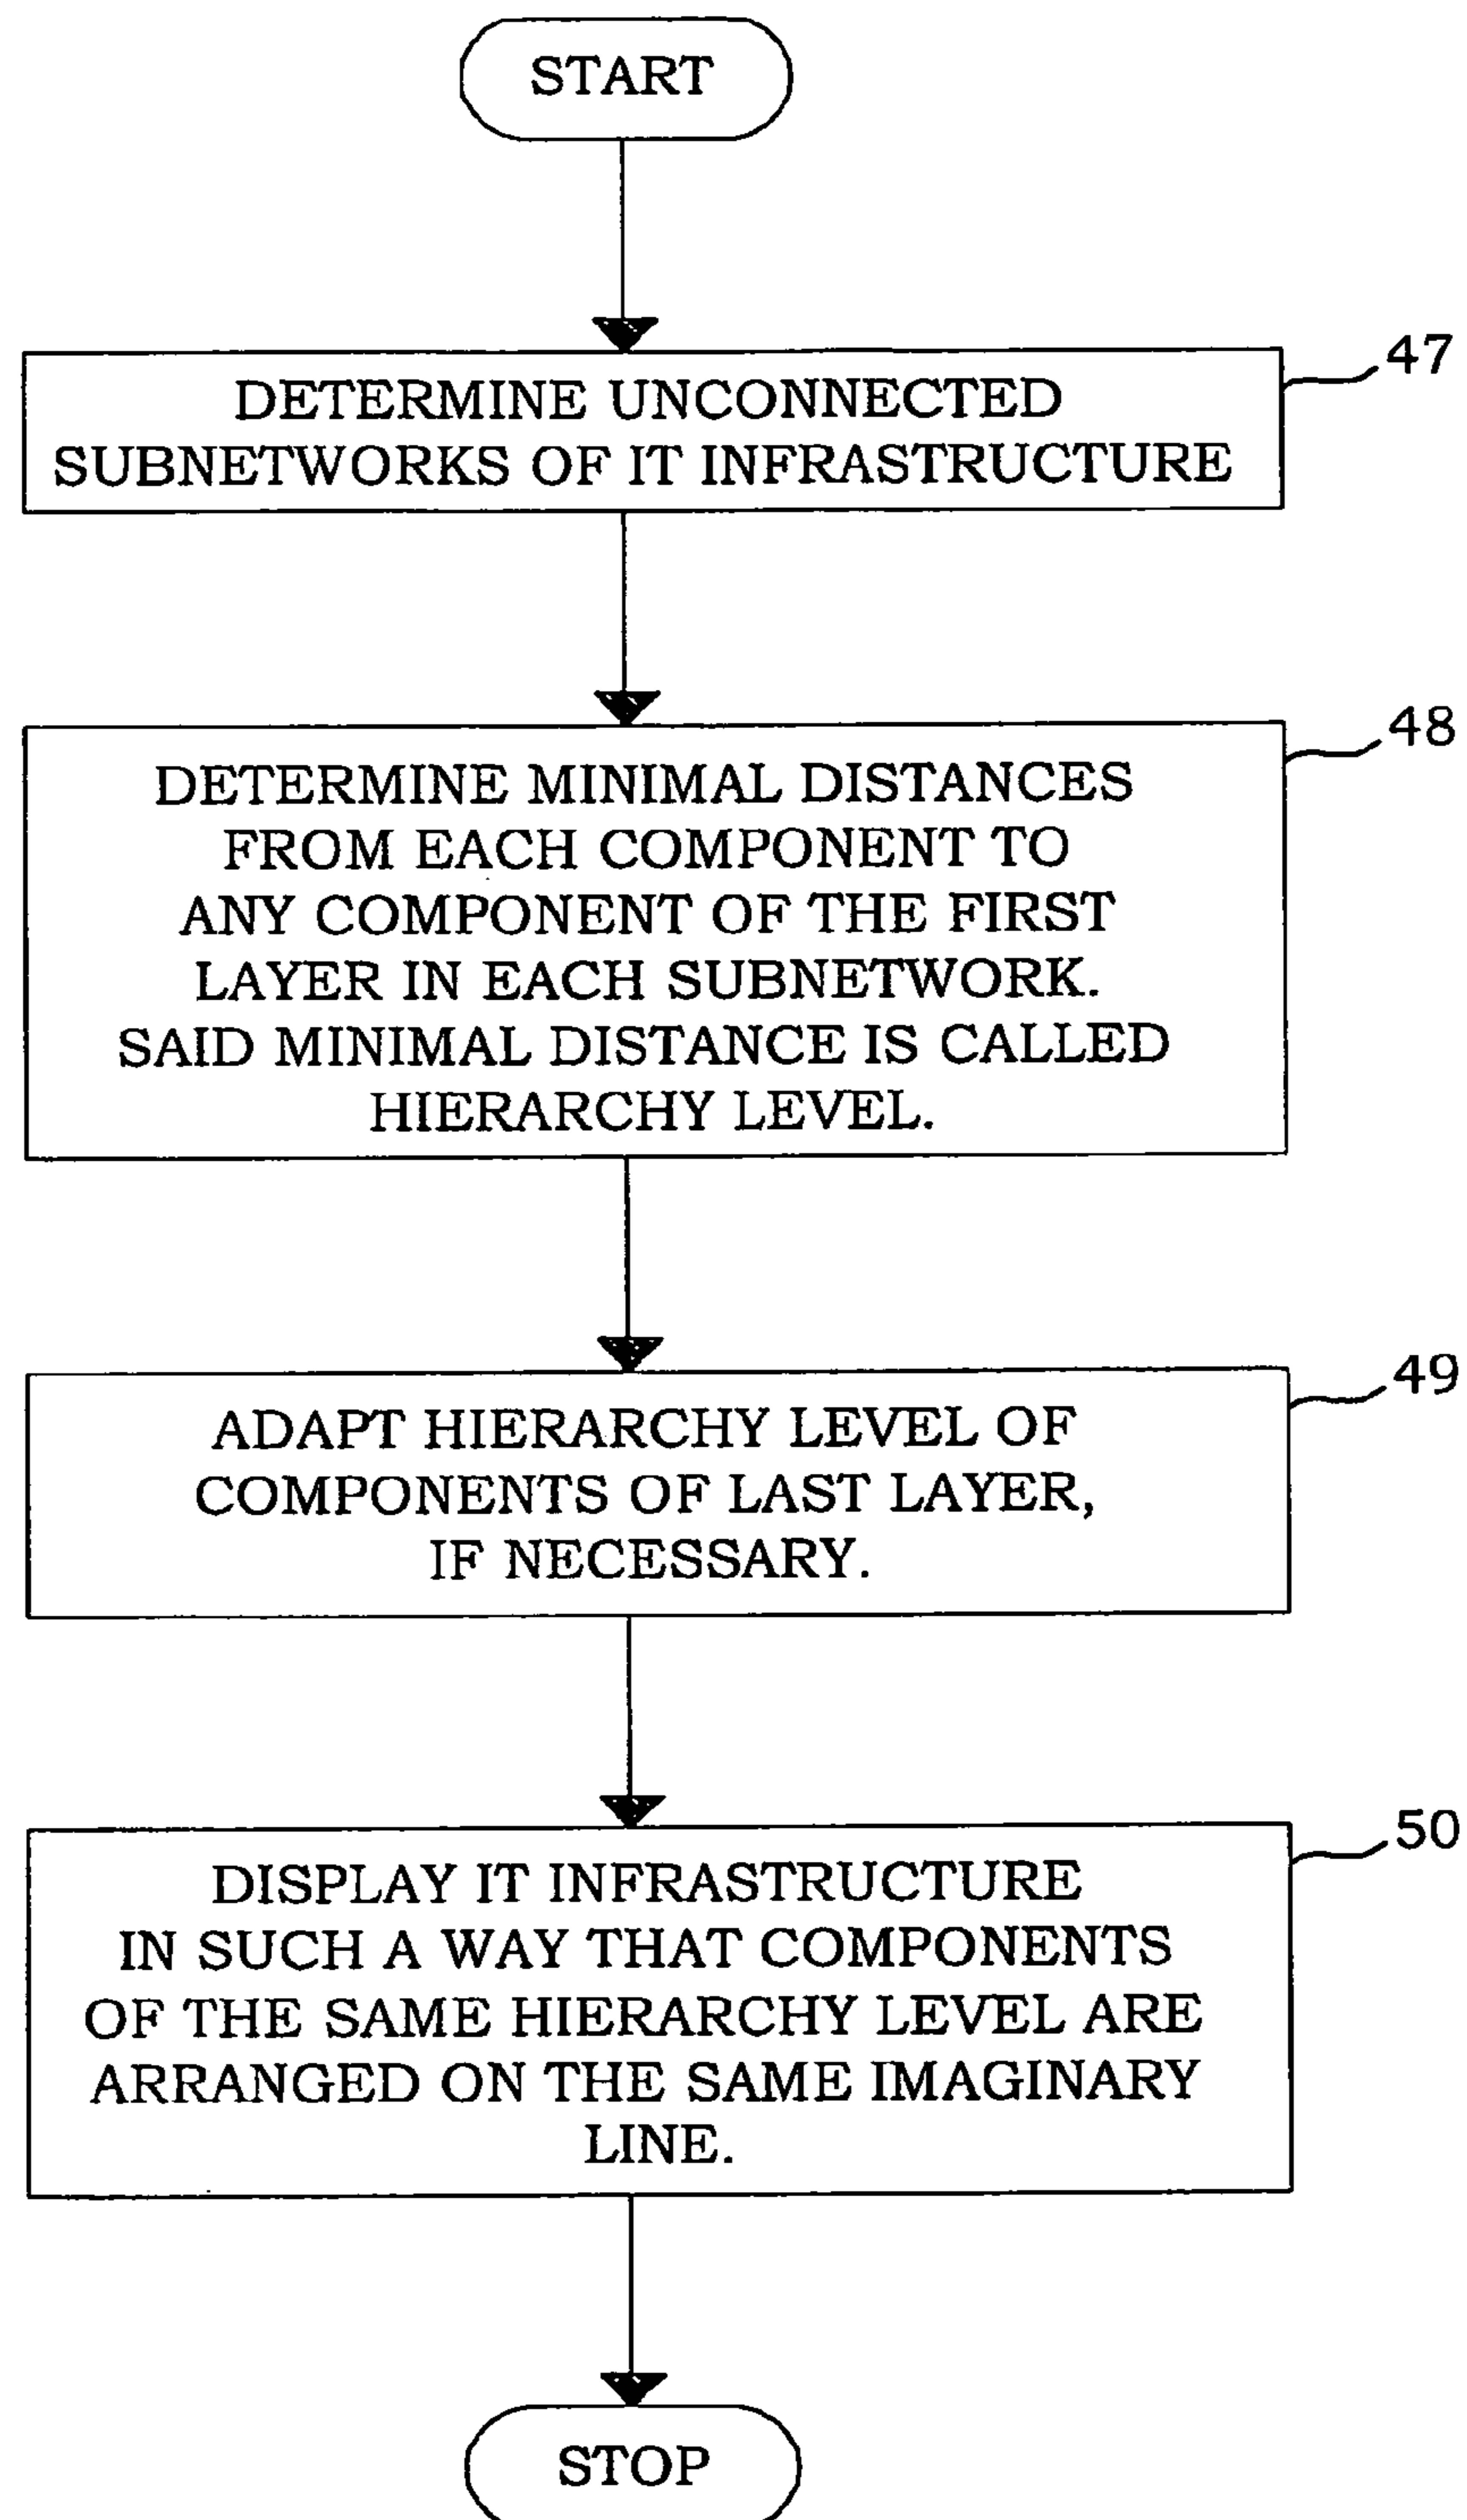 START
47
DETERMINE UNCONNECTED
SUBNETWORKS OF IT INFRASTRUCTURE
48
DETERMINE MINIMAL DISTANCES
FROM EACH COMPONENT TO
ANY COMPONENT OF THE FIRST
LAYER IN EACH SUBNETWORK.
SAID MINIMAL DISTANCE IS CALLED
HIERARCHY LEVEL.
49
ADAPT HIERARCHY LEVEL OF
COMPONENTS OF LAST LAYER,
IF NECESSARY.
50
DISPLAY IT INFRASTRUCTURE
IN SUCH A WAY THAT COMPONENTS
OF THE SAME HIERARCHY LEVEL ARE
ARRANGED ON THE SAME IMAGINARY
LINE.
STOP